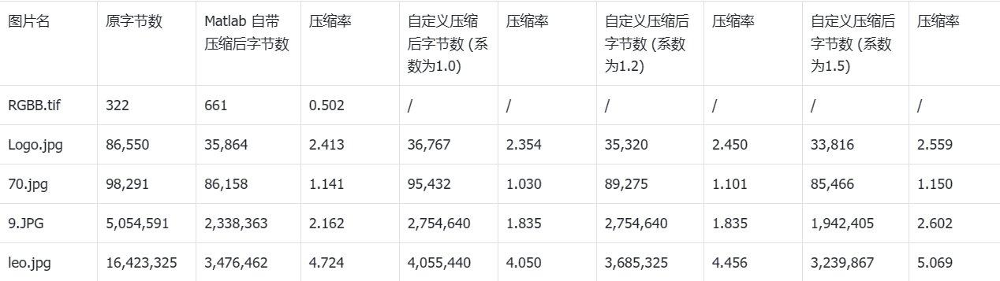 图片名 原字节数 Matlab 自带压缩后字节数 压缩率 自定义压缩后字节数 (系数为1.0) 压缩率 自定义压缩后字节数 (系数为1.2) 压缩率 自定义压缩后字节数 (系数为1.5) 压缩率
RGBB.tif 322 661 0.502 / / / / / /
Logo.jpg 86,550 35,864 2.413 36,767 2.354 35,320 2.450 33,816 2.559
70.jpg 98,291 86,158 1.141 95,432 1.030 89,275 1.101 85,466 1.150
9.JPG 5,054,591 2,338,363 2.162 2,754,640 1.835 2,754,640 1.835 1,942,405 2.602
leo.jpg 16,423,325 3,476,462 4.724 4,055,440 4.050 3,685,325 4.456 3,239,867 5.069